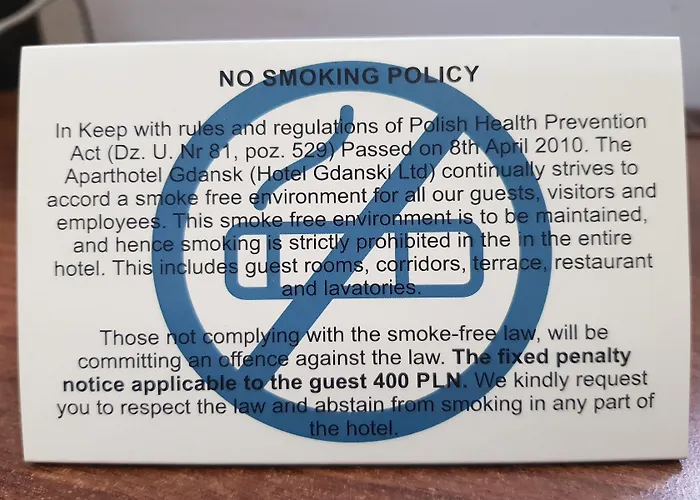 NO SMOKING POLICY
In Keep with rules and regulations of Polish Health Prevention
Act (Dz. U. Nr 81, poz. 529) Passed on 8th April 2010. The
Aparthotel Gdansk (Hotel Gdanski Ltd) continually strives to
accord a smoke free environment for all our guests, visitors and
employees. This smoke free environment is to be maintained,
and hence smoking is strictly prohibited in the in the entire
hotel. This includes guest rooms, corridors, terrace, restaurant
and lavatories.
Those not complying with the smoke-free law, will be
committing an offence against the law. The fixed penalty
notice applicable to the guest 400 PLN. We kindly request
you to respect the law and abstain from smoking in any part of
the hotel.